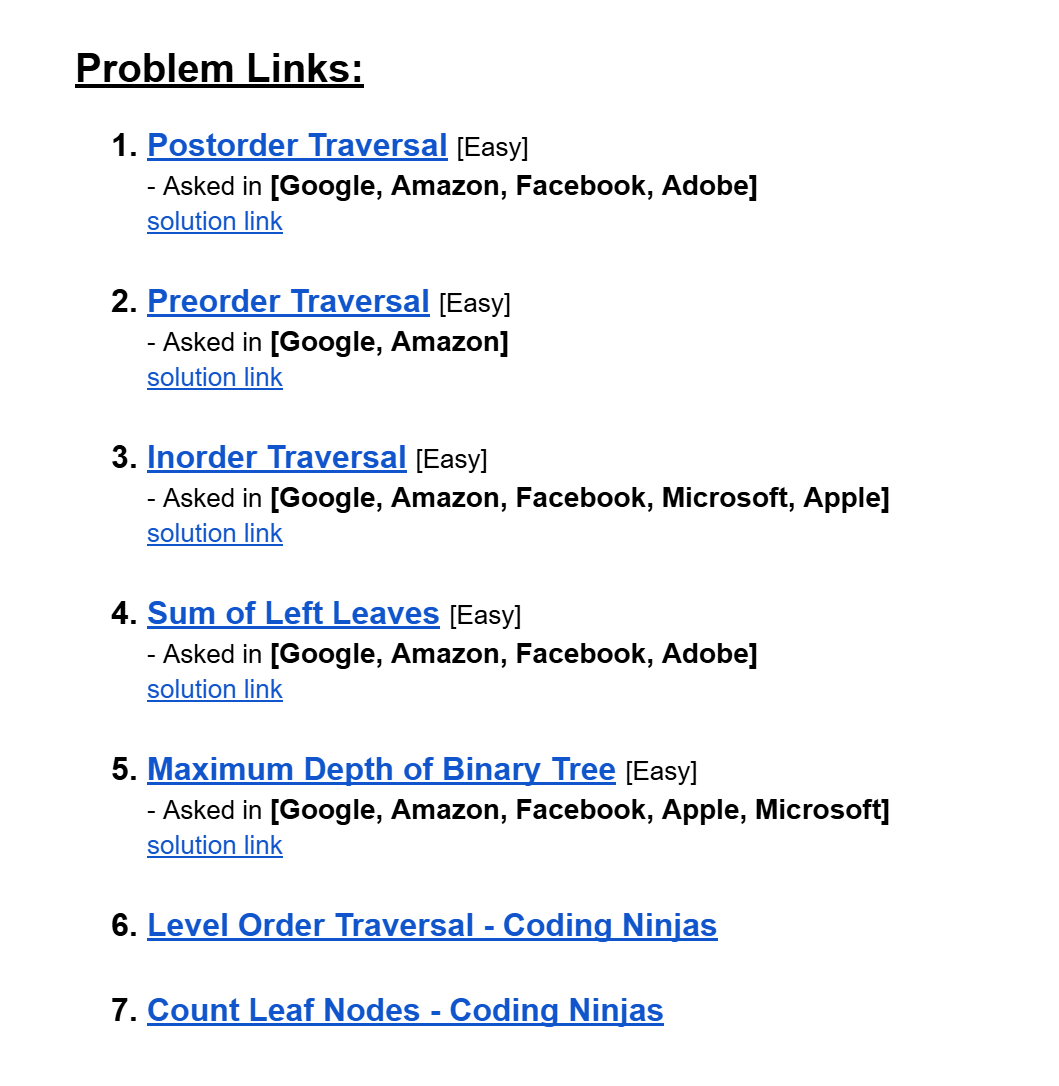 Problem Links:
1. Postorder Traversal [Easy]
- Asked in [Google, Amazon, Facebook, Adobe]
solution link
2. Preorder Traversal [Easy]
- Asked in [Google, Amazon]
solution link
3. Inorder Traversal [Easy]
- Asked in [Google, Amazon, Facebook, Microsoft, Apple]
solution link
4. Sum of Left Leaves [Easy]
- Asked in [Google, Amazon, Facebook, Adobe]
solution link
5. Maximum Depth of Binary Tree [Easy]
- Asked in [Google, Amazon, Facebook, Apple, Microsoft]
solution link
6. Level Order Traversal - Coding Ninjas
7. Count Leaf Nodes - Coding Ninjas